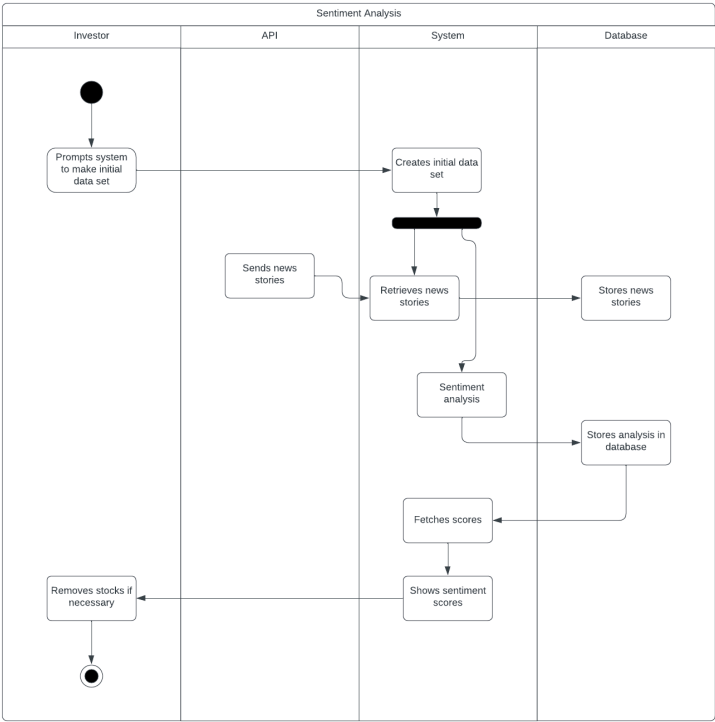 Sentiment Analysis
Investor
API
System
Database
Prompts system
to make initial
data set
Creates initial data
set
Sends news
stories
Retrieves news
stories
Stores news
stories
Sentiment
analysis
Stores analysis in
database
Fetches scores
Removes stocks if
necessary
Shows sentiment
scores